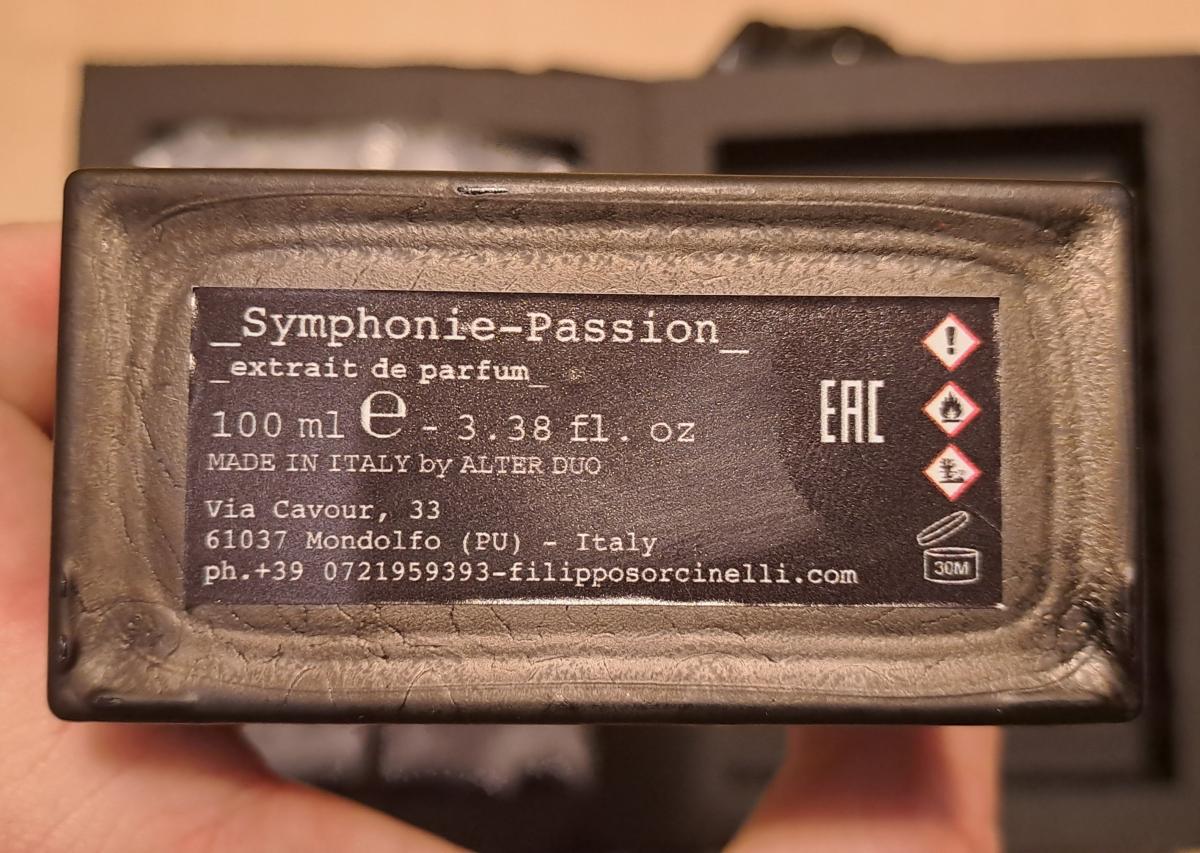 _Symphonie-Passion_
_extrait de parfum_
100 ml e - 3.38 fl. oz
MADE IN ITALY by ALTER DUO
Via Cavour, 33
61037 Mondolfo (PU) - Italy
ph.+39 0721959393-filipposorcinelli.com
EAC
30M